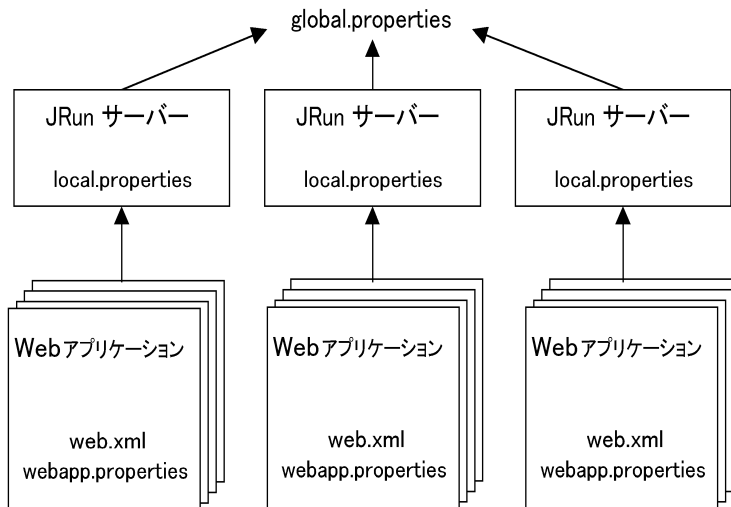 global.properties
JRun サーバー
local.properties
JRun サーバー
local.properties
JRun サーバー
local.properties
Webアプリケーション
web.xml
webapp.properties
Webアプリケーション
web.xml
webapp.properties
Webアプリケーション
web.xml
webapp.properties